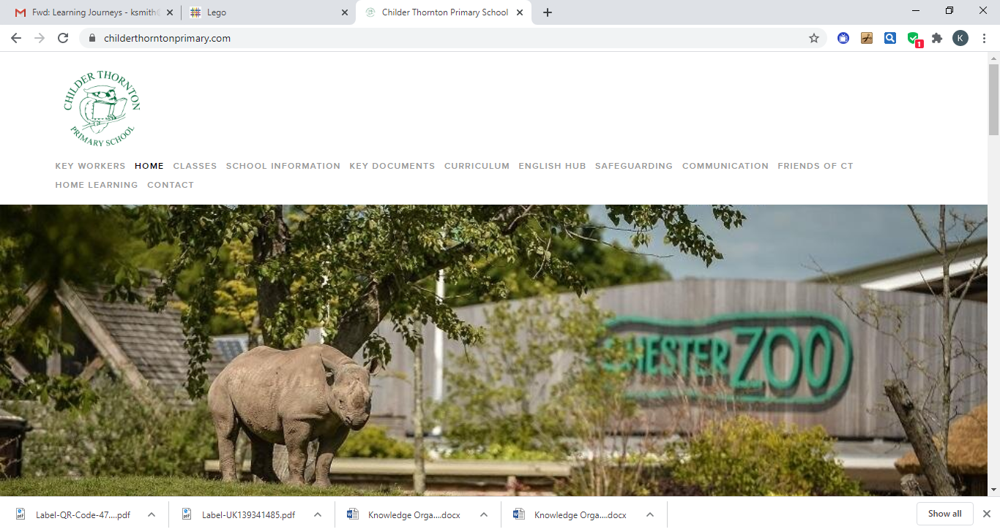 Fwd: Learning Journeys - ksmith
Lego
Childer Thornton Primary School
childerthorntonprimary.com
K
1
CHILDER THORNTON
PRIMARY SCHOOL
KEY WORKERS HOME CLASSES SCHOOL INFORMATION KEY DOCUMENTS CURRICULUM ENGLISH HUB SAFEGUARDING COMMUNICATION FRIENDS OF CT
HOME LEARNING CONTACT
CHESTER ZOO
Label-QR-Code-47....pdf
Label-UK139341485.pdf
Knowledge Orga....docx
Knowledge Orga....docx
Show all